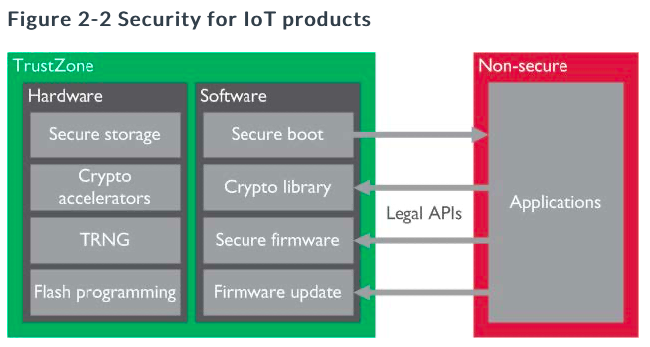 Figure 2-2 Security for IoT products
TrustZone
Hardware
Secure storage
Crypto
accelerators
TRNG
Flash programming
Software
Secure boot
Crypto library
Secure firmware
Firmware update
Legal APIs
Non-secure
Applications